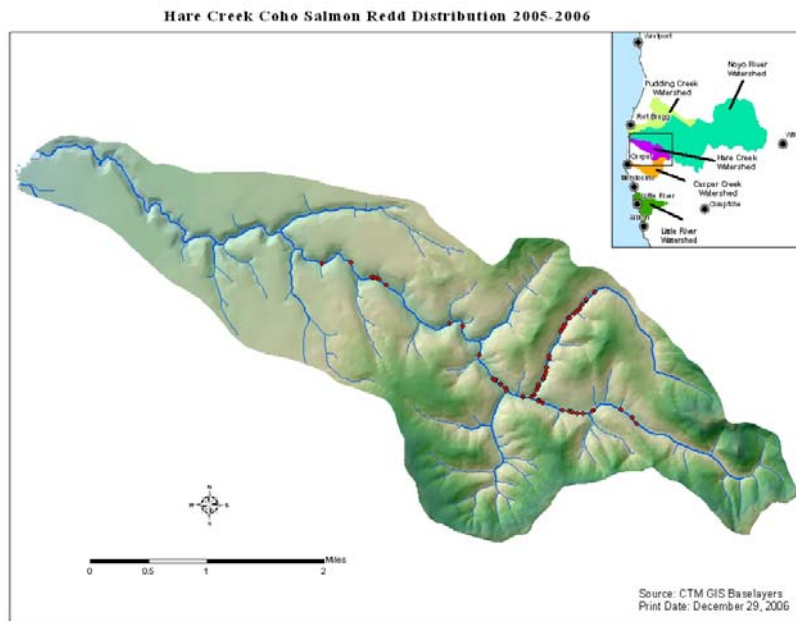 Hare Creek Coho Salmon Redd Distribution 2005-2006
Westport
Noyo River
Watershed
Pudding Creek
Watershed
Fort Bragg
Hare Creek
Watershed
Caspar
Caspar Creek
Watershed
Little River
Comptche
Albion
Little River
Watershed
N
W
E
S
Miles
0
0.5
1
2
Source: CTM GIS Baselayers
Print Date: December 29, 2006